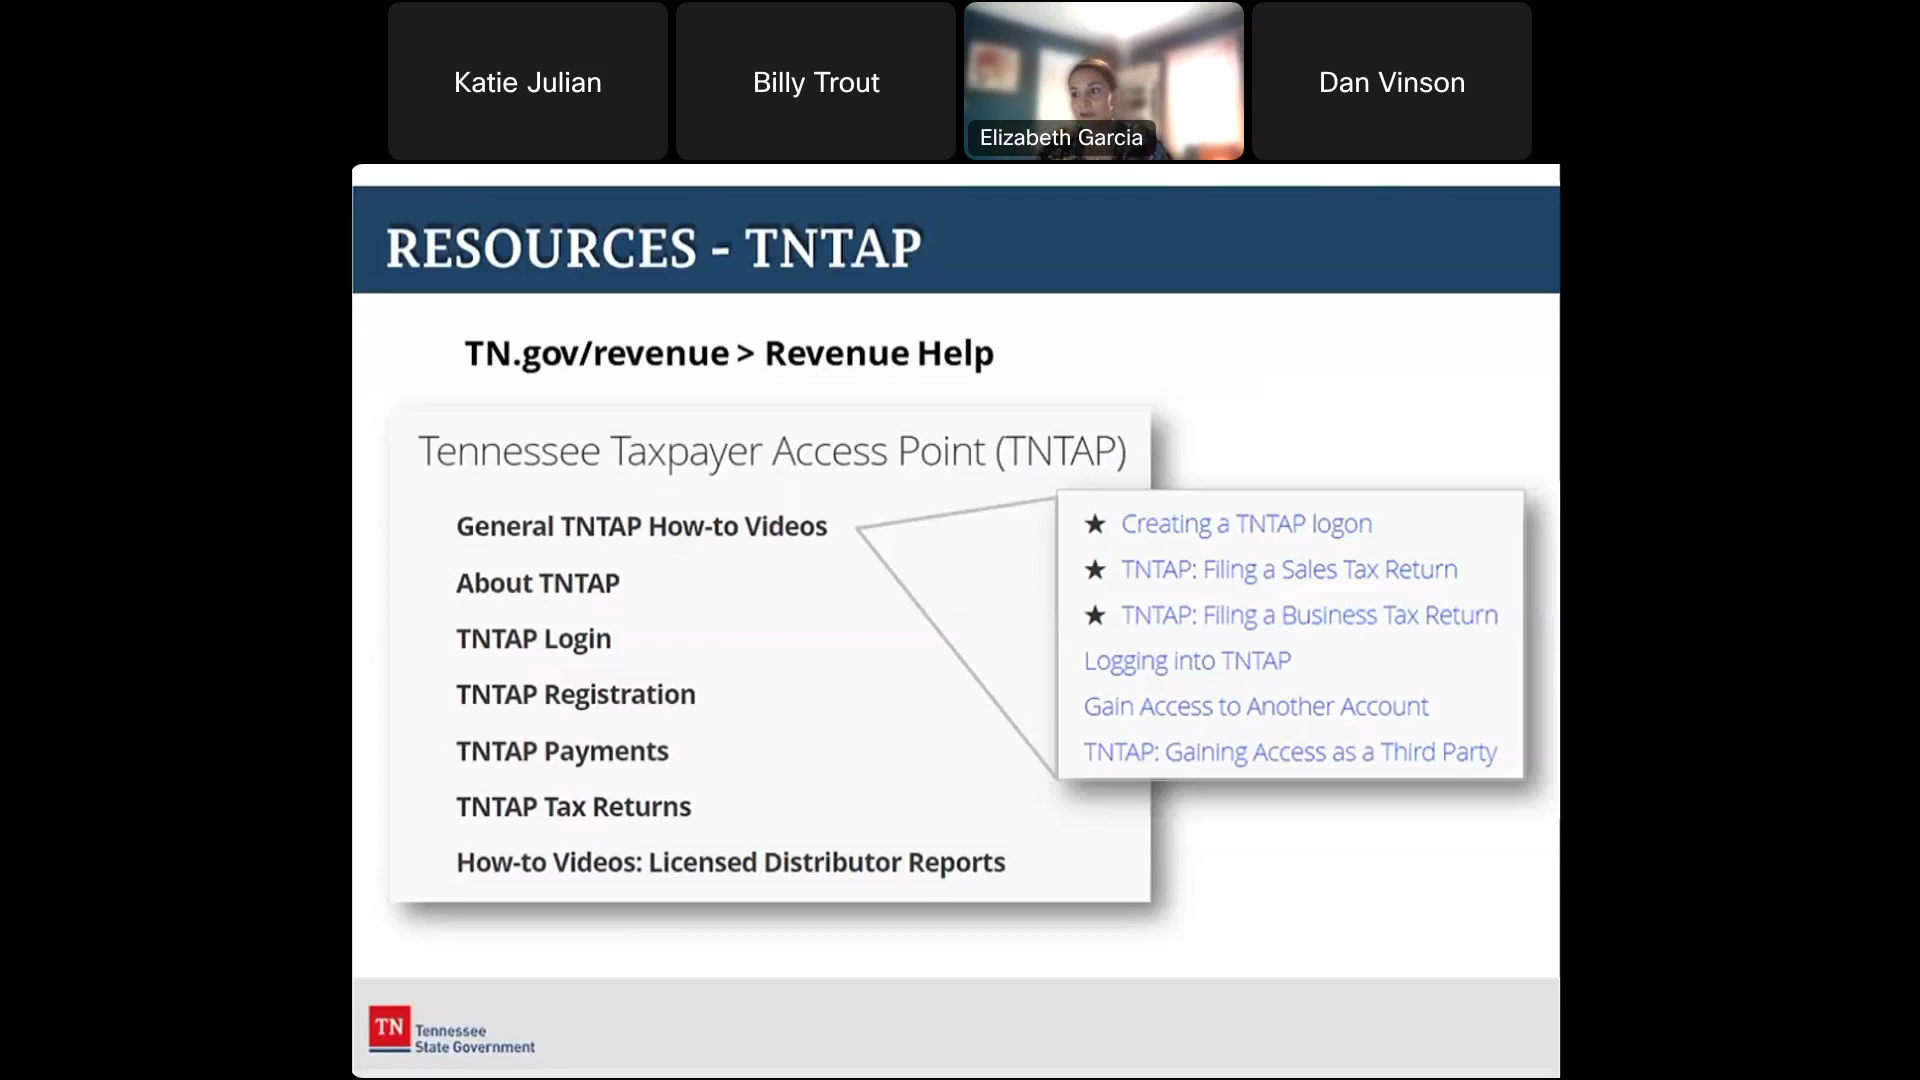 Katie Julian
Billy Trout
Elizabeth Garcia
Dan Vinson
RESOURCES - TNTAP
TN.gov/revenue > Revenue Help
Tennessee Taxpayer Access Point (TNTAP)
General TNTAP How-to Videos
About TNTAP
TNTAP Login
TNTAP Registration
TNTAP Payments
TNTAP Tax Returns
How-to Videos: Licensed Distributor Reports
★ Creating a TNTAP logon
★ TNTAP: Filing a Sales Tax Return
★ TNTAP: Filing a Business Tax Return
Logging into TNTAP
Gain Access to Another Account
TNTAP: Gaining Access as a Third Party
TN
Tennessee
State Government